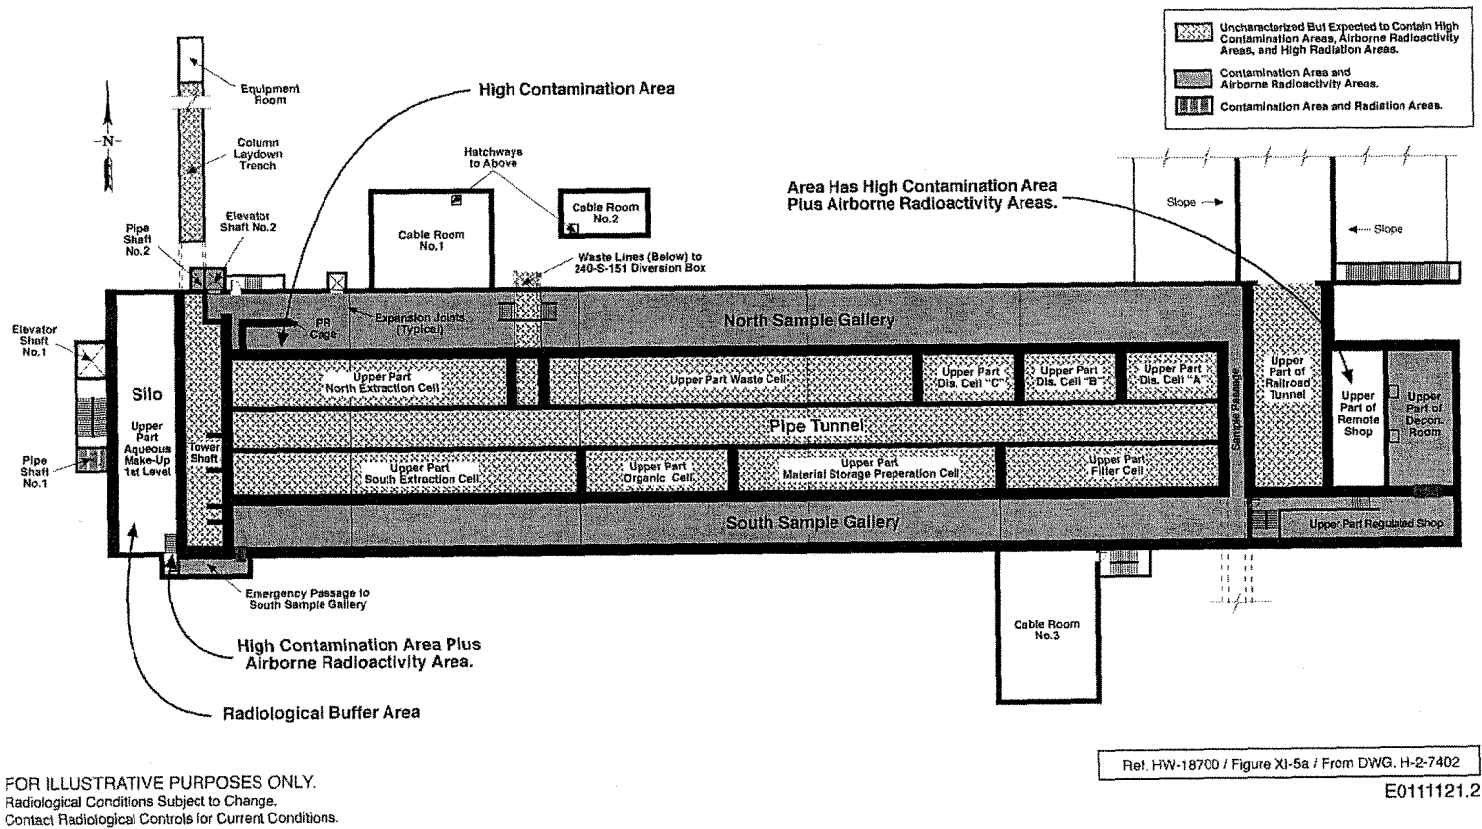 Uncharacterized But Expected to Contain High
Contamination Areas, Airborne Radioactivity
Areas, and High Radiation Areas.
Contamination Area and
Airborne Radioactivity Areas.
Contamination Area and Radiation Areas.
Equipment
Room
High Contamination Area
N
Column
Laydown
Trench
Hatchways
to Above
Area Has High Contamination Area
Plus Airborne Radioactivity Areas.
Pipe
Shaft
No.2
Elevator
Shaft No.2
Cable Room
No.1
Cable Room
No.2
Slope
Slope
Waste Lines (Below) to
240-S-151 Diversion Box
Elevator
Shaft
No.1
PR
Cage
Expansion Joints
(Typical)
North Sample Gallery
Silo
Upper
Part
Aqueous
Make-Up
1st Level
Upper Part
North Extraction Cell
Upper Part Waste Cell
Upper Part
Dis. Cell "C"
Upper Part
Dis. Cell "B"
Upper Part
Dis. Cell "A"
Sample Passage
Upper
Part of
Railroad
Tunnel
Upper
Part of
Remote
Shop
Upper
Part of
Decon.
Room
Pipe Tunnel
Tower
Shaft
Pipe
Shaft
No.1
Upper Part
South Extraction Cell
Upper Part
Organic Cell
Upper Part
Material Storage Preparation Cell
Upper Part
Filter Cell
South Sample Gallery
Upper Part Regulated Shop
Emergency Passage to
South Sample Gallery
Cable Room
No.3
High Contamination Area Plus
Airborne Radioactivity Area.
Radiological Buffer Area
FOR ILLUSTRATIVE PURPOSES ONLY.
Radiological Conditions Subject to Change.
Contact Radiological Controls for Current Conditions.
Ref. HW-18700 / Figure XI-5a / From DWG. H-2-7402
E0111121.2